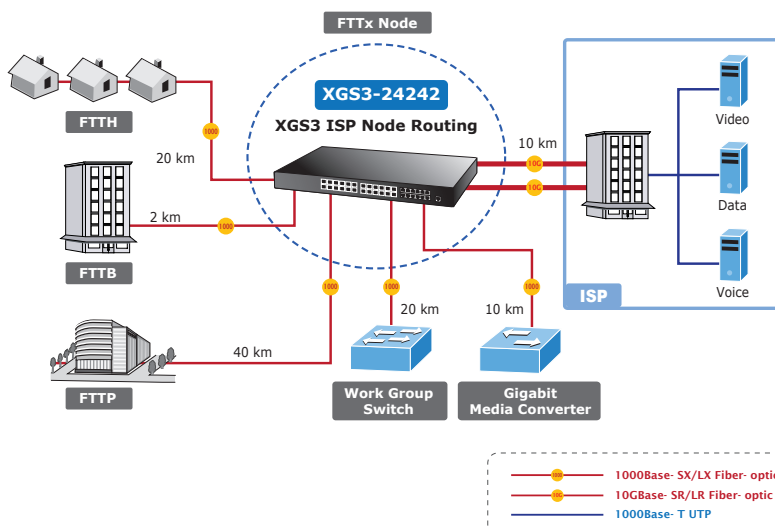 FTTx Node
XGS3-24242
XGS3 ISP Node Routing
FTTH
1000
20 km
10 km
10G
10G
Video
Data
Voice
ISP
2 km
1000
FTTB
1000
1000
1000
20 km
10 km
40 km
FTTP
Work Group
Switch
Gigabit
Media Converter
1000 1000Base- SX/LX Fiber- optic
10G 10GBase- SR/LR Fiber- optic
1000Base- T UTP